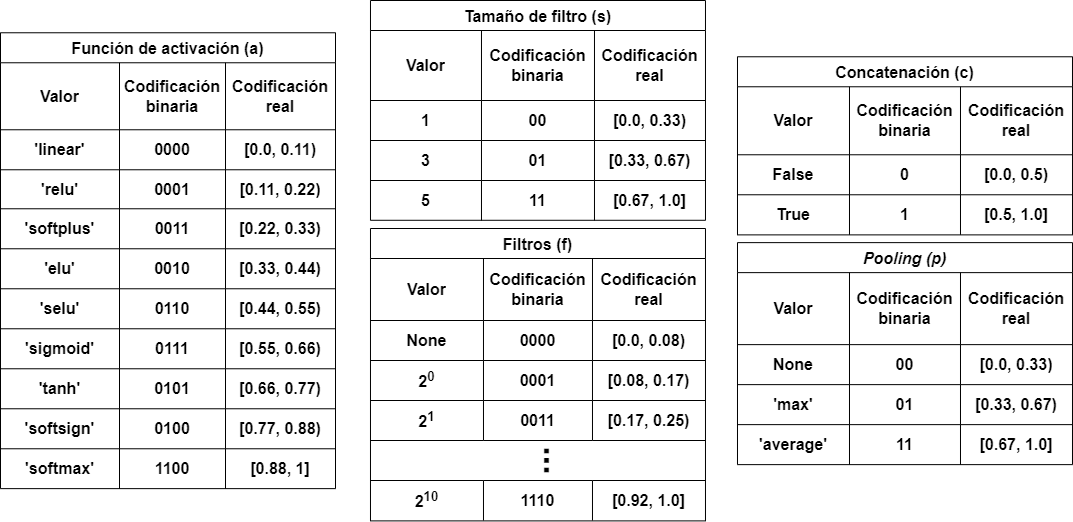 Función de activación (a)
Valor Codificación binaria Codificación real
'linear' 0000 [0.0, 0.11)
'relu' 0001 [0.11, 0.22)
'softplus' 0011 [0.22, 0.33)
'elu' 0010 [0.33, 0.44)
'selu' 0110 [0.44, 0.55)
'sigmoid' 0111 [0.55, 0.66)
'tanh' 0101 [0.66, 0.77)
'softsign' 0100 [0.77, 0.88)
'softmax' 1100 [0.88, 1]
Tamaño de filtro (s)
Valor Codificación binaria Codificación real
1 00 [0.0, 0.33)
3 01 [0.33, 0.67)
5 11 [0.67, 1.0]
Filtros (f)
Valor Codificación binaria Codificación real
None 0000 [0.0, 0.08)
2⁰ 0001 [0.08, 0.17)
2¹ 0011 [0.17, 0.25)
⋮
2¹⁰ 1110 [0.92, 1.0]
Concatenación (c)
Valor Codificación binaria Codificación real
False 0 [0.0, 0.5)
True 1 [0.5, 1.0]
Pooling (p)
Valor Codificación binaria Codificación real
None 00 [0.0, 0.33)
'max' 01 [0.33, 0.67)
'average' 11 [0.67, 1.0]